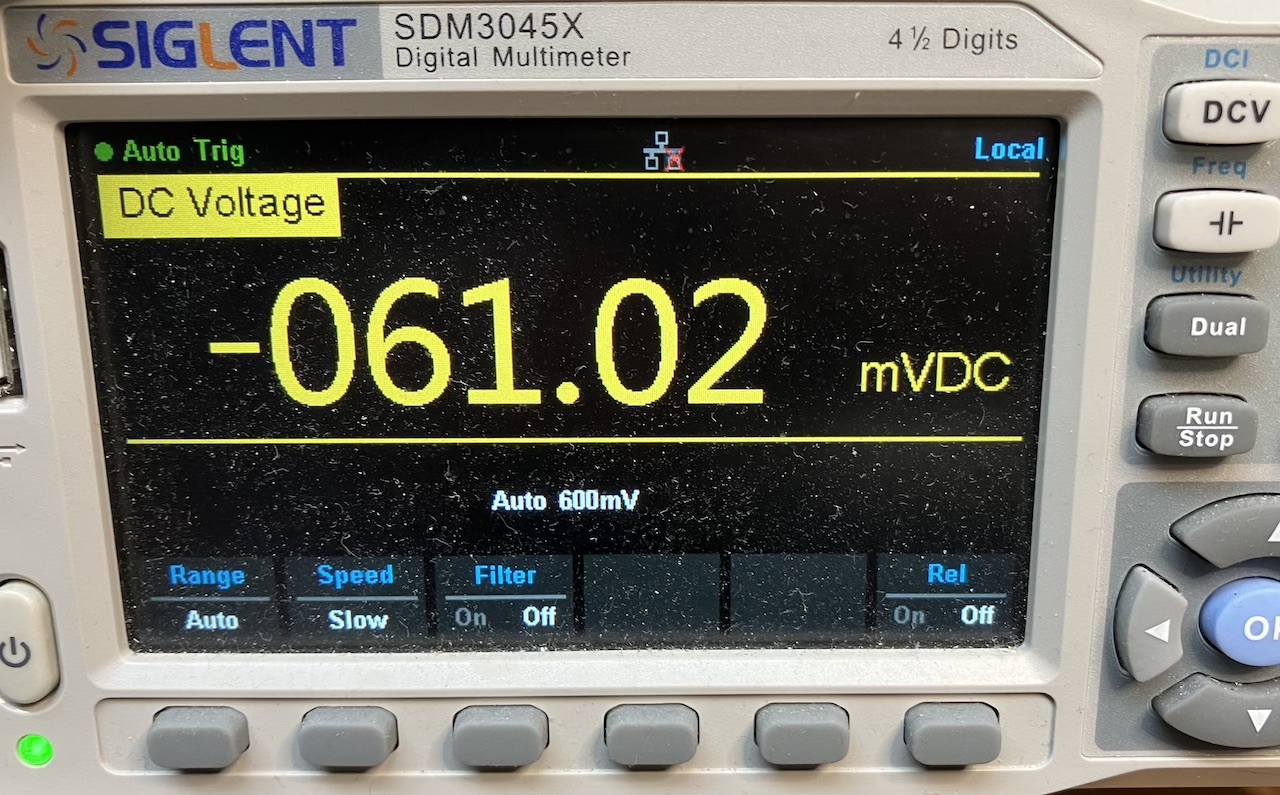 SIGLENT
SDM3045X
Digital Multimeter
4 ½ Digits
DCI
DCV
Freq
Utility
Dual
Run
Stop
Auto Trig
Local
DC Voltage
-061.02 mVDC
Auto 600mV
Range Speed Filter Rel
Auto Slow On Off On Off